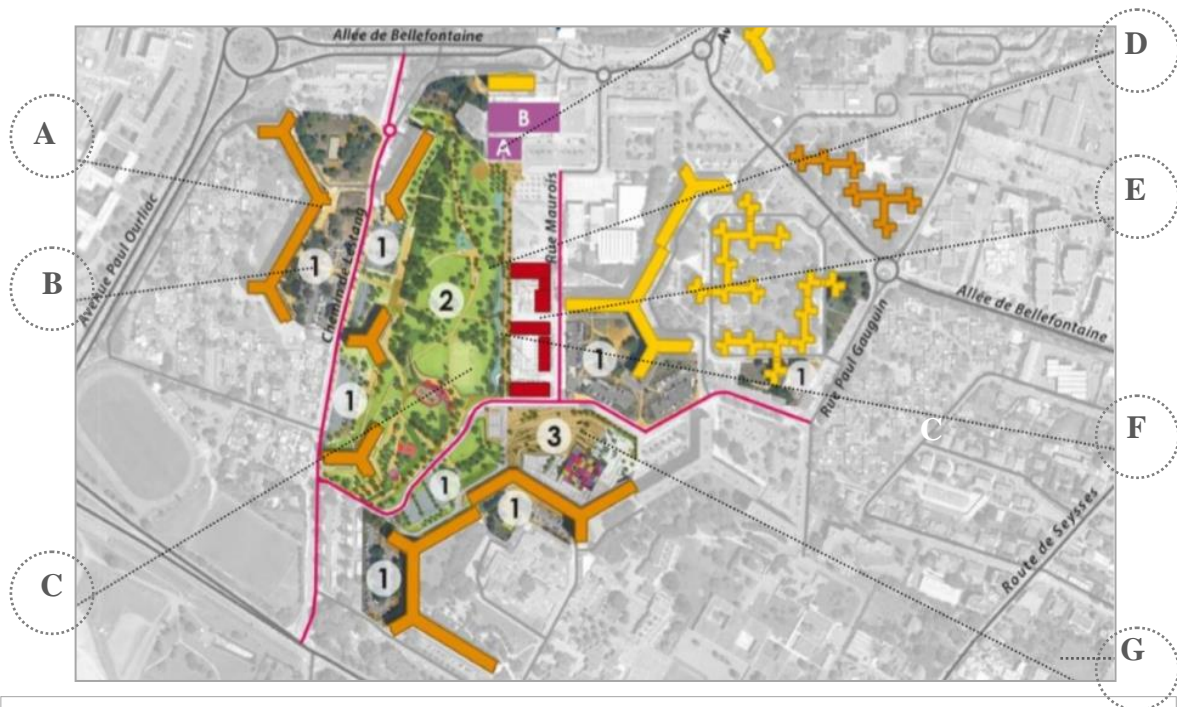 Allée de Bellefontaine
Av
D
A
B
A
E
Avenue Paul Ourliac
Rue Maurois
Chemin de Lestang
1
1
B
2
Allée de Bellefontaine
1
1
Rue Paul Gauguin
1
C
F
3
1
1
Route de Seysses
1
C
G